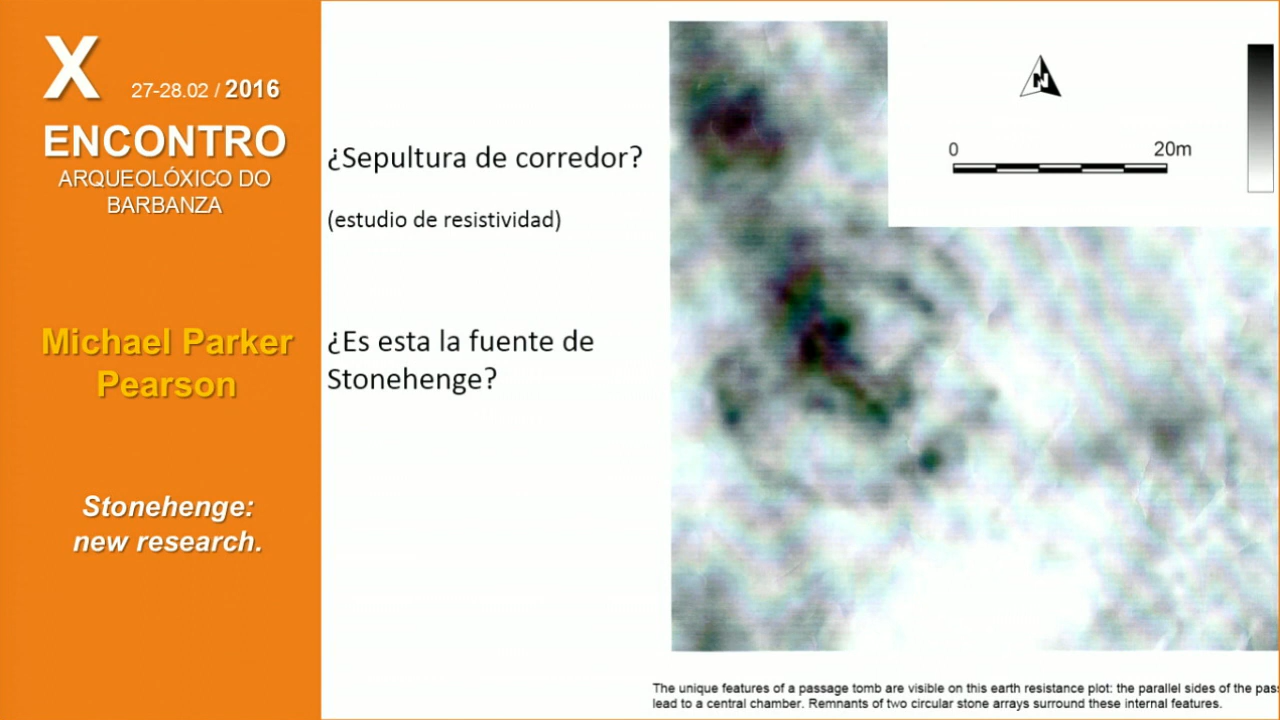 X 27-28.02 / 2016
ENCONTRO
ARQUEOLÓXICO DO
BARBANZA
Michael Parker
Pearson
Stonehenge:
new research.
¿Sepultura de corredor?
(estudio de resistividad)
¿Es esta la fuente de
Stonehenge?
N
0 20m
The unique features of a passage tomb are visible on this earth resistance plot: the parallel sides of the
lead to a central chamber. Remnants of two circular stone arrays surround these internal features.